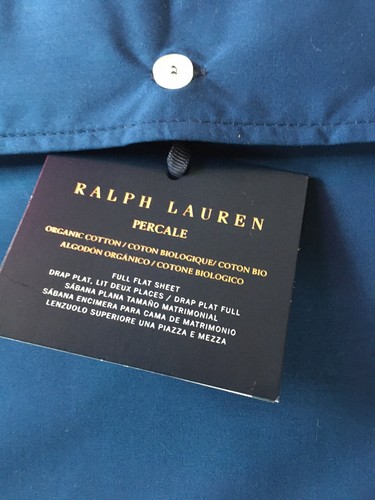 RALPH LAUREN
PERCALE
ORGANIC COTTON / COTON BIOLOGIQUE / COTON BIO
ALGODÓN ORGÁNICO / COTONE BIOLOGICO
FULL FLAT SHEET
DRAP PLAT, LIT DEUX PLACES / DRAP PLAT FULL
SÁBANA PLANA TAMAÑO MATRIMONIAL
SÁBANA ENCIMERA PARA CAMA DE MATRIMONIO
LENZUOLO SUPERIORE UNA PIAZZA E MEZZA